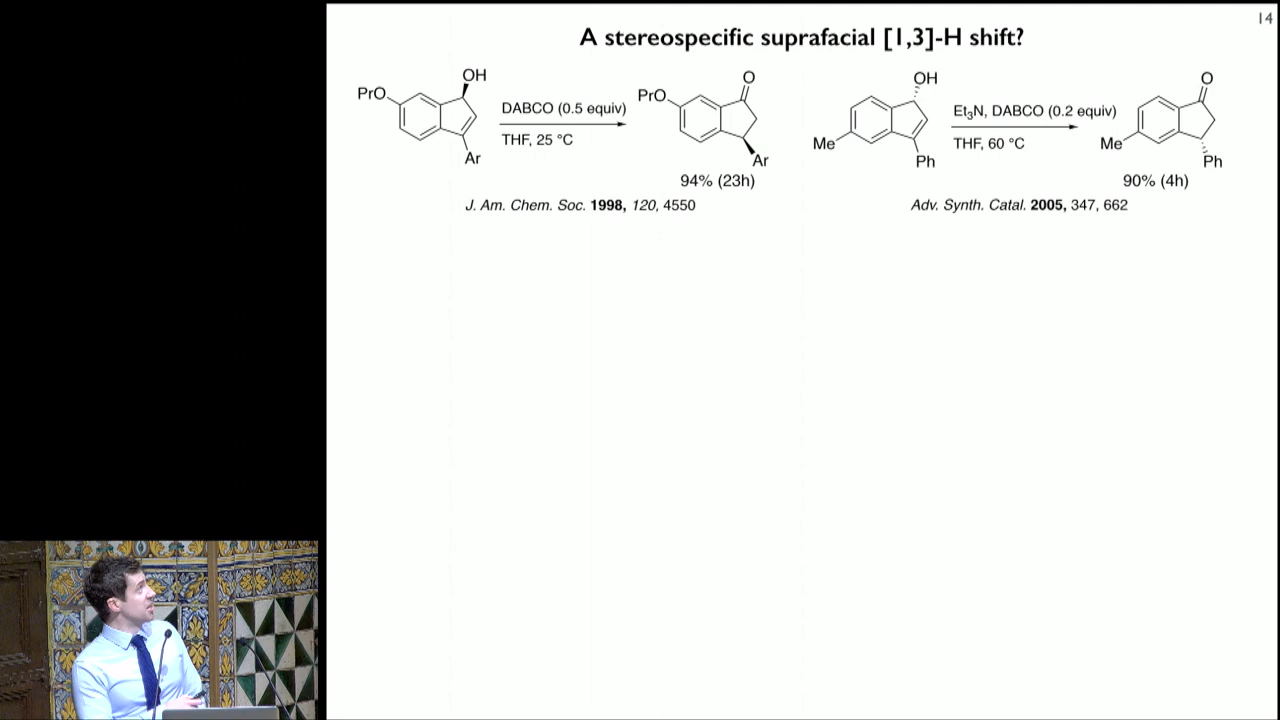 14
A stereospecific suprafacial [1,3]-H shift?
OH
PrO
Ar
DABCO (0.5 equiv)
THF, 25 °C
O
PrO
Ar
94% (23h)
J. Am. Chem. Soc. 1998, 120, 4550
OH
Me
Ph
Et₃N, DABCO (0.2 equiv)
THF, 60 °C
O
Me
Ph
90% (4h)
Adv. Synth. Catal. 2005, 347, 662